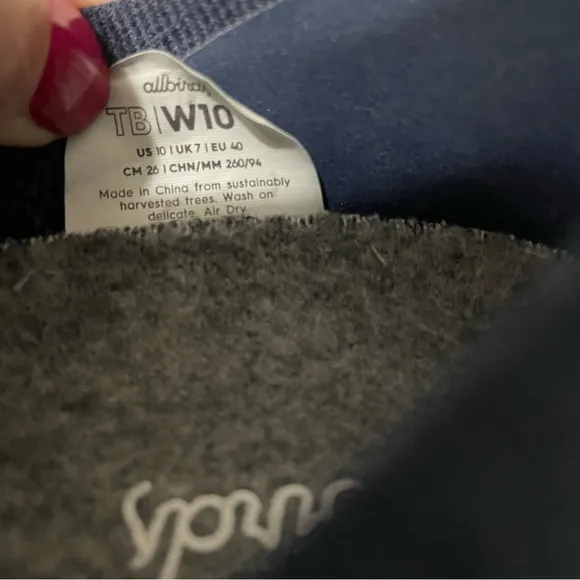 allbirds
TB | W10
US 10 | UK 7 | EU 40
CM 26 | CHN/MM 260/94
Made in China from sustainably
harvested trees. Wash on
delicate. Air Dry